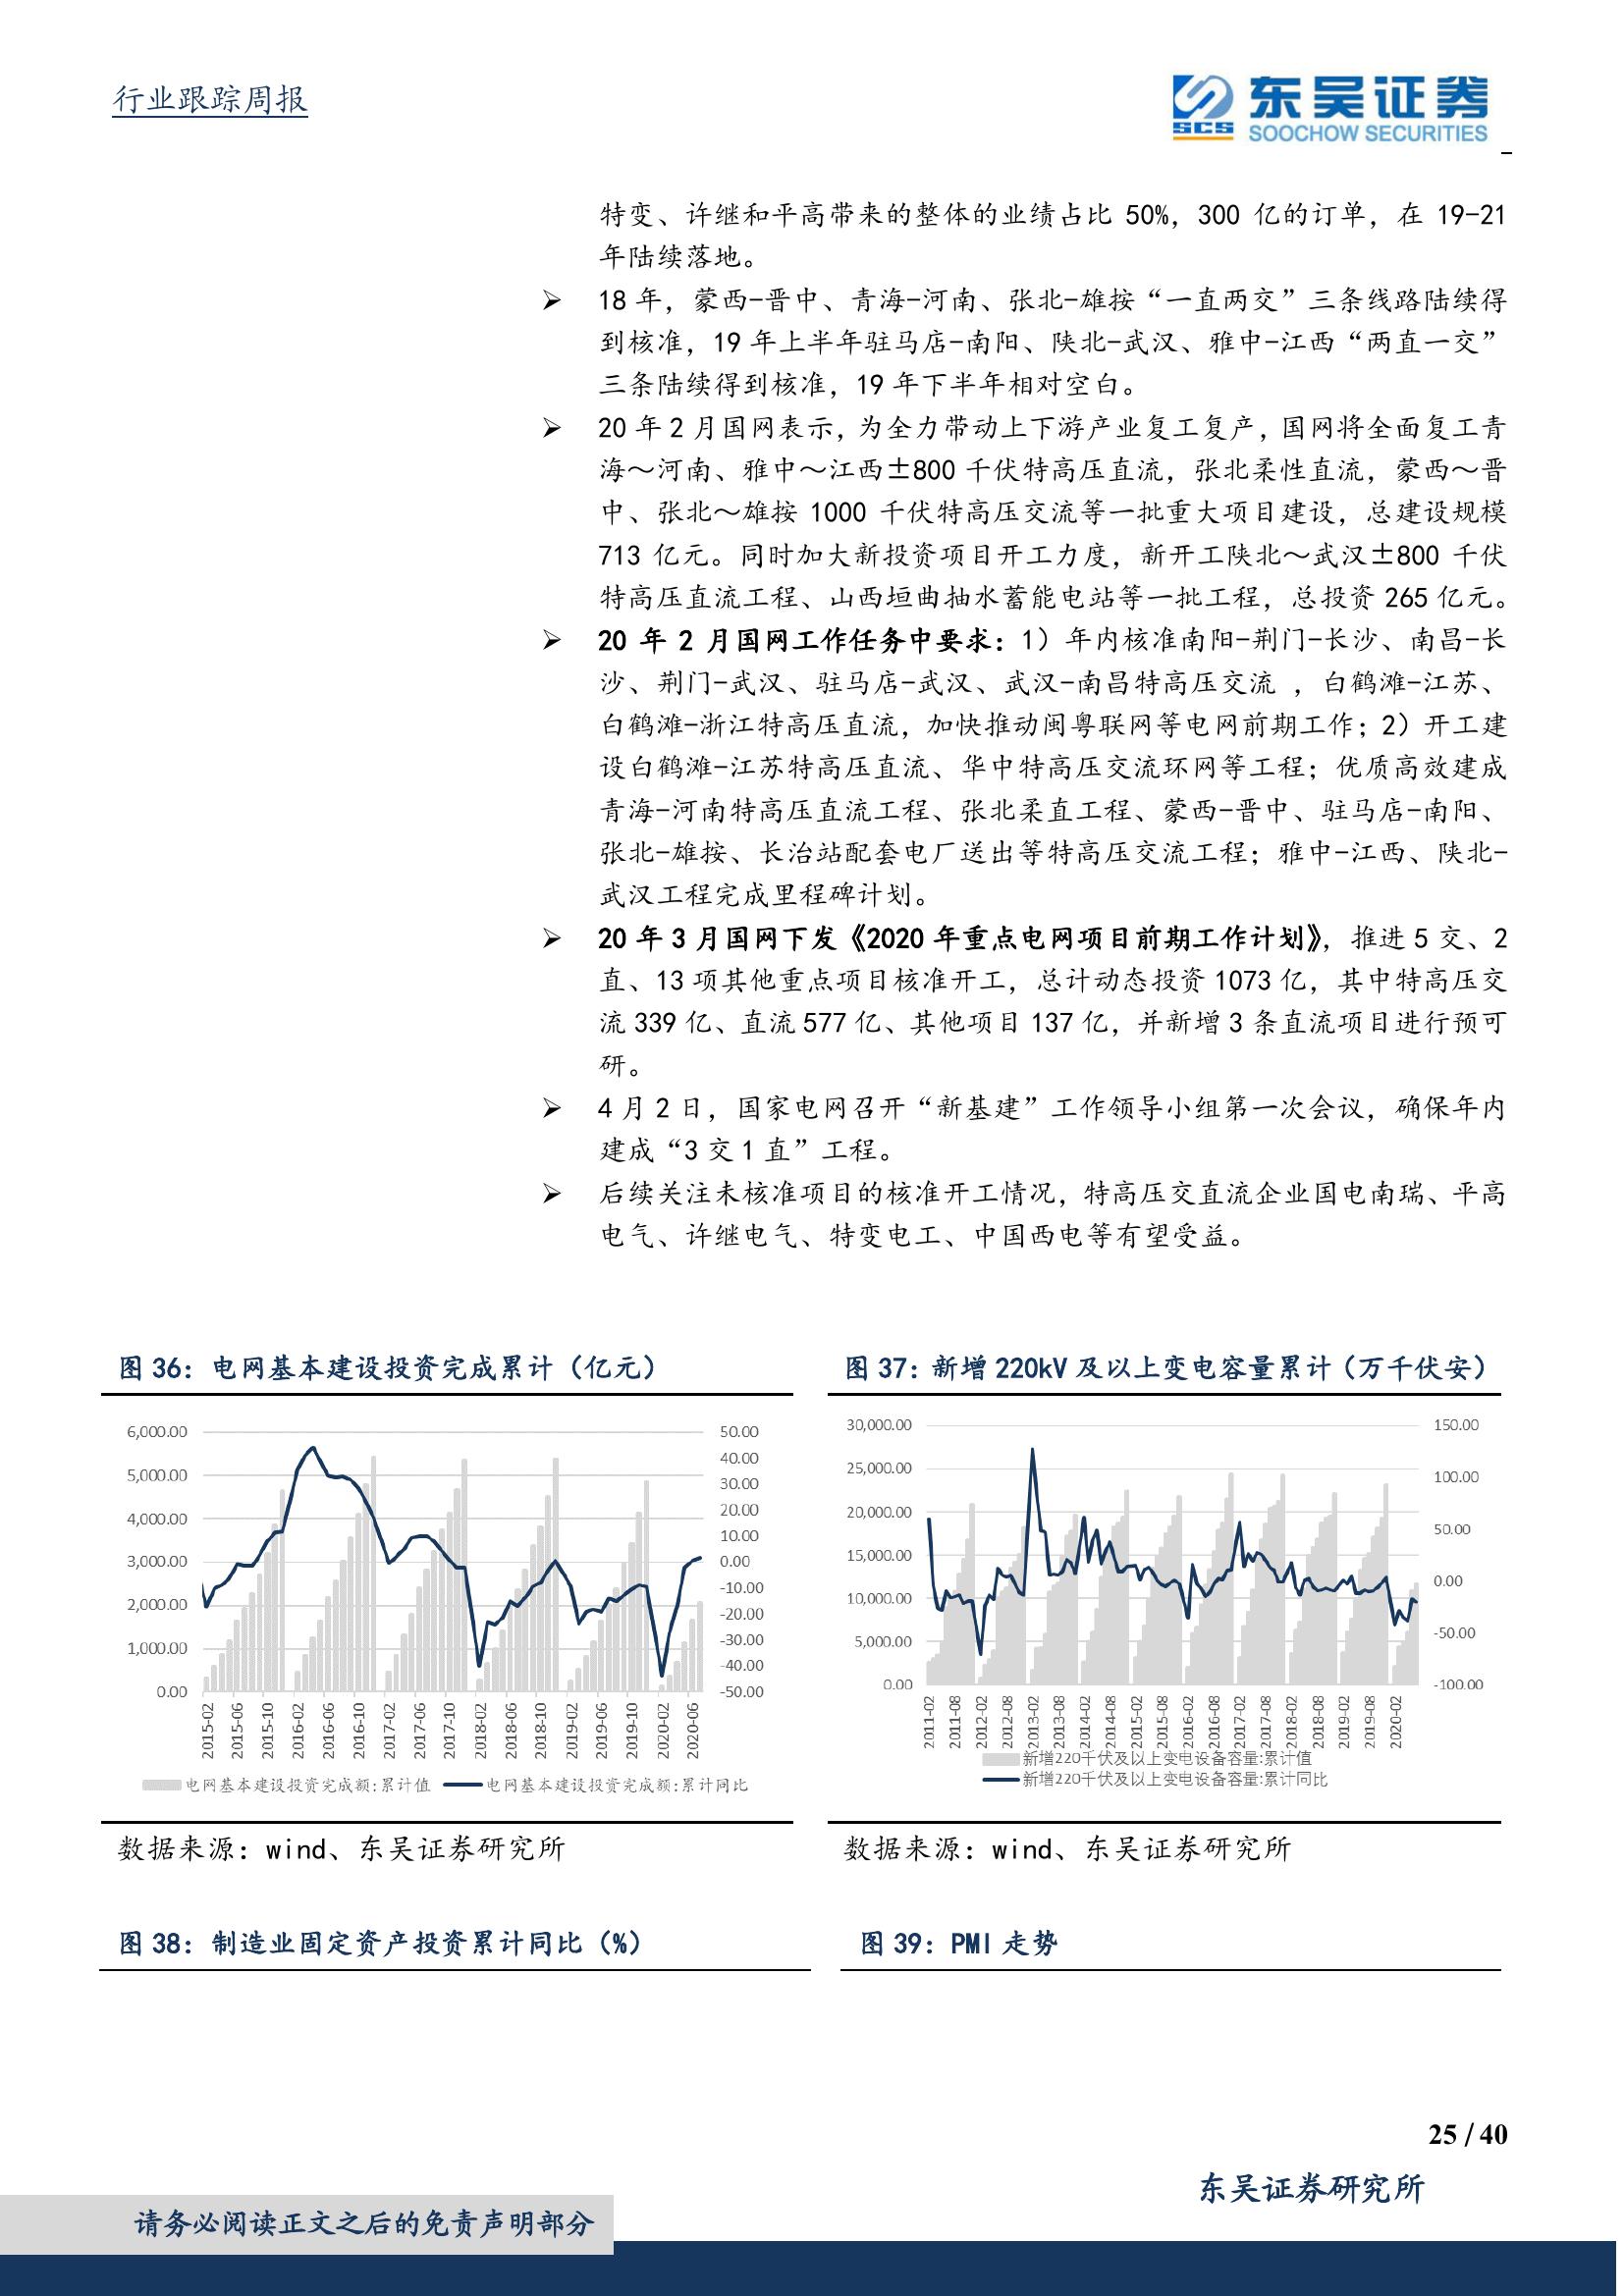 行业跟踪周报
SCS
东吴证券
SOOCHOW SECURITIES
特变、许继和平高带来的整体的业绩占比 50%，300 亿的订单，在 19-21
年陆续落地。
➢ 18 年，蒙西-晋中、青海-河南、张北-雄按“一直两交”三条线路陆续得
到核准，19 年上半年驻马店-南阳、陕北-武汉、雅中-江西“两直一交”
三条陆续得到核准，19 年下半年相对空白。
➢ 20 年 2 月国网表示，为全力带动上下游产业复工复产，国网将全面复工青
海～河南、雅中～江西±800 千伏特高压直流，张北柔性直流，蒙西～晋
中、张北～雄按 1000 千伏特高压交流等一批重大项目建设，总建设规模
713 亿元。同时加大新投资项目开工力度，新开工陕北～武汉±800 千伏
特高压直流工程、山西垣曲抽水蓄能电站等一批工程，总投资 265 亿元。
➢ 20 年 2 月国网工作任务中要求：1）年内核准南阳-荆门-长沙、南昌-长
沙、荆门-武汉、驻马店-武汉、武汉-南昌特高压交流 ，白鹤滩-江苏、
白鹤滩-浙江特高压直流，加快推动闽粤联网等电网前期工作；2）开工建
设白鹤滩-江苏特高压直流、华中特高压交流环网等工程；优质高效建成
青海-河南特高压直流工程、张北柔直工程、蒙西-晋中、驻马店-南阳、
张北-雄按、长治站配套电厂送出等特高压交流工程；雅中-江西、陕北-
武汉工程完成里程碑计划。
➢ 20 年 3 月国网下发《2020 年重点电网项目前期工作计划》，推进 5 交、2
直、13 项其他重点项目核准开工，总计动态投资 1073 亿，其中特高压交
流 339 亿、直流 577 亿、其他项目 137 亿，并新增 3 条直流项目进行预可
研。
➢ 4 月 2 日，国家电网召开“新基建”工作领导小组第一次会议，确保年内
建成“3 交 1 直”工程。
➢ 后续关注未核准项目的核准开工情况，特高压交直流企业国电南瑞、平高
电气、许继电气、特变电工、中国西电等有望受益。
图 36：电网基本建设投资完成累计（亿元）
6,000.00
5,000.00
4,000.00
3,000.00
2,000.00
1,000.00
0.00
50.00
40.00
30.00
20.00
10.00
0.00
-10.00
-20.00
-30.00
-40.00
-50.00
2015-02 2015-06 2015-10 2016-02 2016-06 2016-10 2017-02 2017-06 2017-10 2018-02 2018-06 2018-10 2019-02 2019-06 2019-10 2020-02 2020-06
电网基本建设投资完成额:累计值 电网基本建设投资完成额:累计同比
数据来源：wind、东吴证券研究所
图 37：新增 220kV 及以上变电容量累计（万千伏安）
30,000.00
25,000.00
20,000.00
15,000.00
10,000.00
5,000.00
0.00
150.00
100.00
50.00
0.00
-50.00
-100.00
2011-02 2011-08 2012-02 2012-08 2013-02 2013-08 2014-02 2014-08 2015-02 2015-08 2016-02 2016-08 2017-02 2017-08 2018-02 2018-08 2019-02 2019-08 2020-02
新增220千伏及以上变电设备容量:累计值
新增220千伏及以上变电设备容量:累计同比
数据来源：wind、东吴证券研究所
图 38：制造业固定资产投资累计同比（%）
图 39：PMI 走势
25 / 40
东吴证券研究所
请务必阅读正文之后的免责声明部分